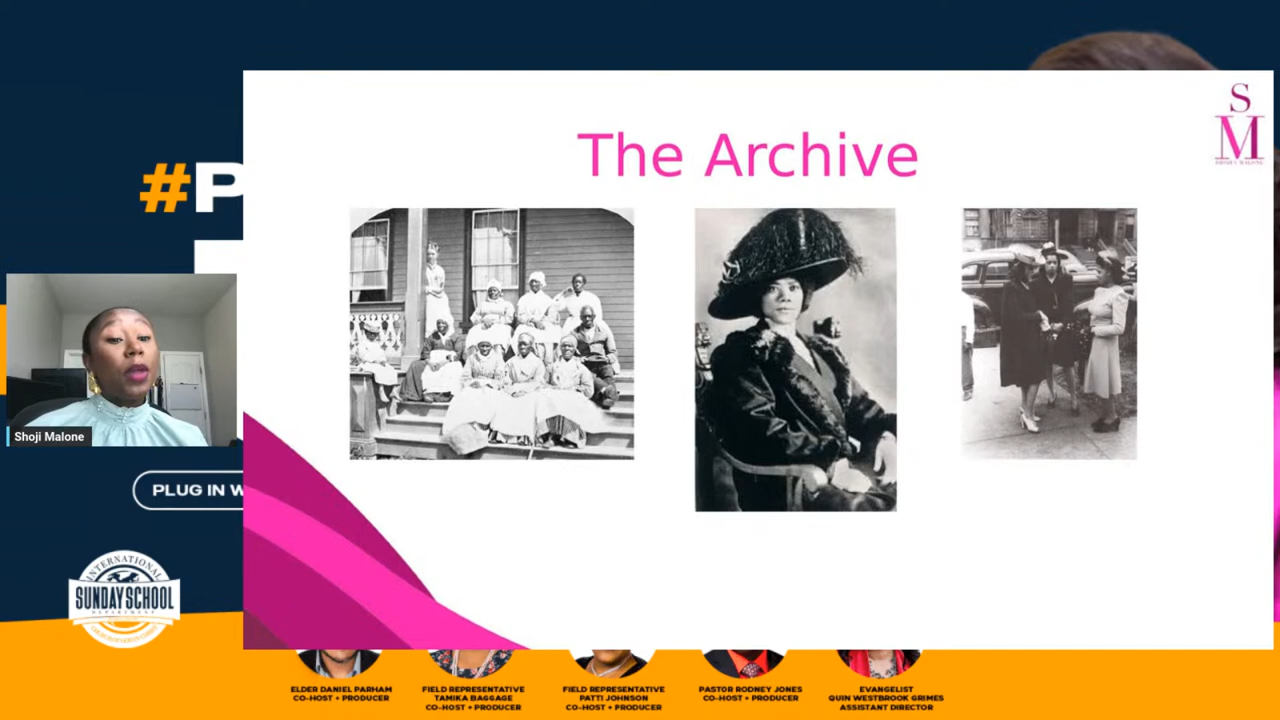 The Archive
S
M
#P
Shoji Malone
PLUG IN W
INTERNATIONAL
SUNDAY SCHOOL
DEPARTMENT
ELDER DANIEL PARHAM
CO-HOST + PRODUCER
FIELD REPRESENTATIVE
TAMIKA BAGGAGE
CO-HOST + PRODUCER
FIELD REPRESENTATIVE
PATTI JOHNSON
CO-HOST + PRODUCER
PASTOR RODNEY JONES
CO-HOST + PRODUCER
EVANGELIST
QUIN WESTBROOK GRIMES
ASSISTANT DIRECTOR